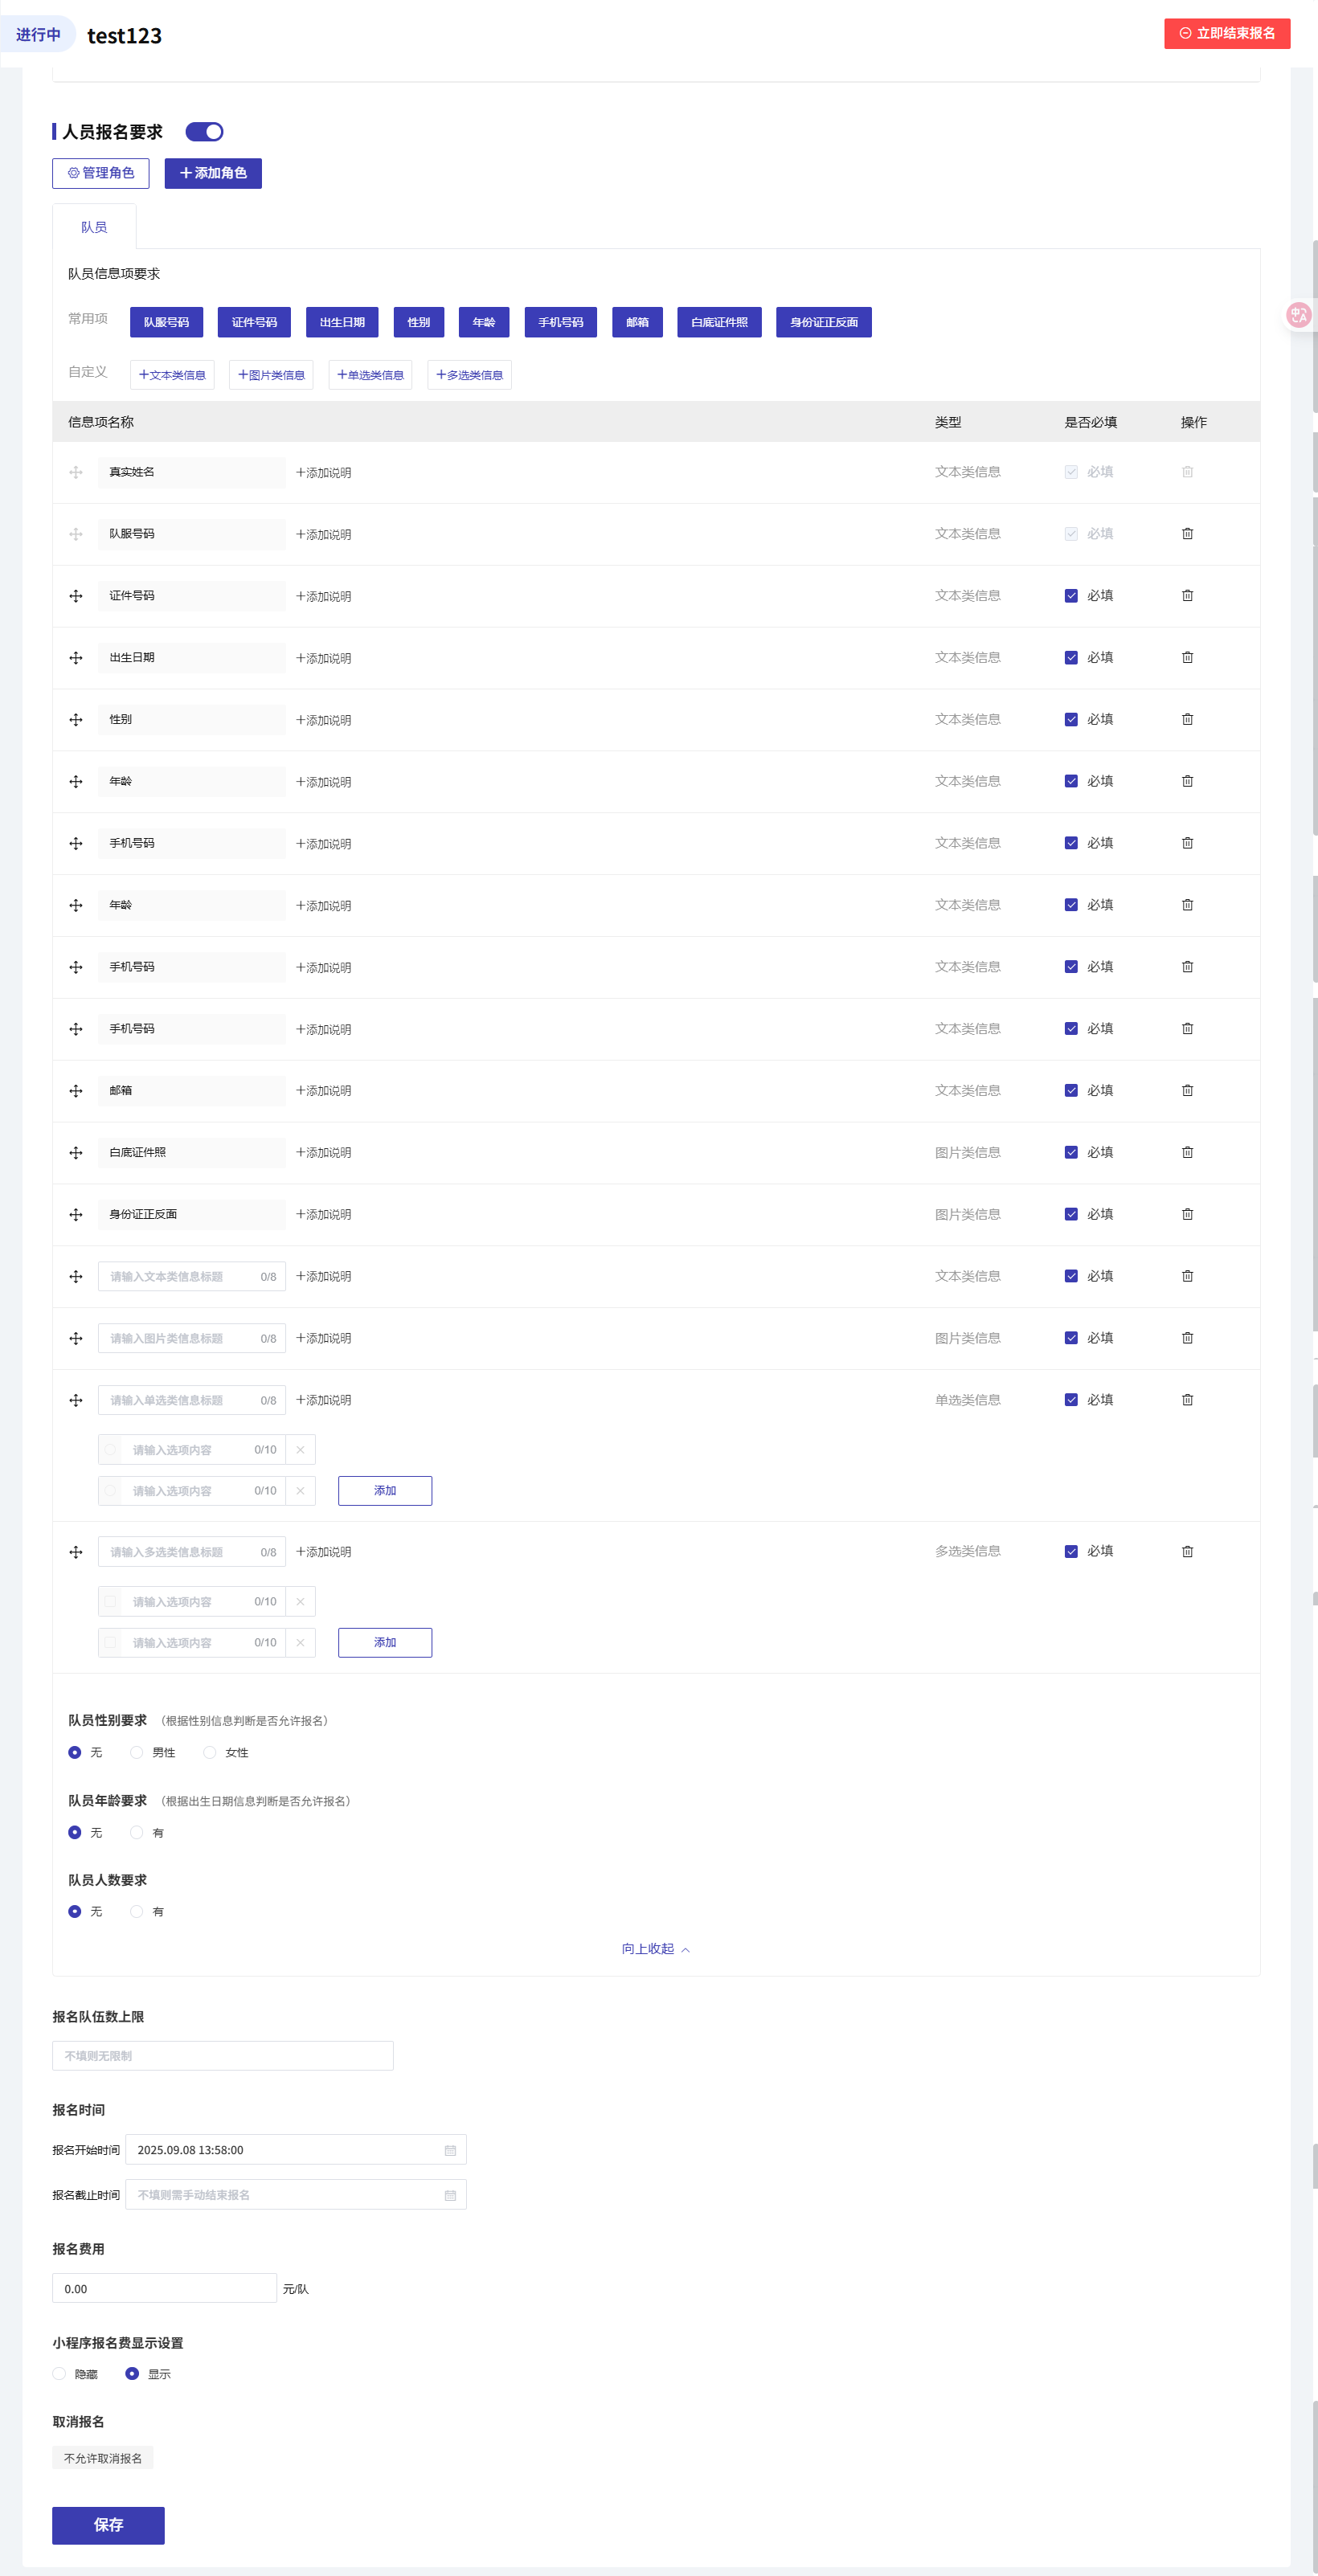 进行中 test123 立即结束报名
人员报名要求
管理角色 添加角色
队员
队员信息项要求
常用项 队服号码 证件号码 出生日期 性别 年龄 手机号码 邮箱 白底证件照 身份证正反面
自定义 +文本类信息 +图片类信息 +单选类信息 +多选类信息
信息项名称 类型 是否必填 操作
真实姓名 +添加说明 文本类信息 必填
队服号码 +添加说明 文本类信息 必填
证件号码 +添加说明 文本类信息 必填
出生日期 +添加说明 文本类信息 必填
性别 +添加说明 文本类信息 必填
年龄 +添加说明 文本类信息 必填
手机号码 +添加说明 文本类信息 必填
年龄 +添加说明 文本类信息 必填
手机号码 +添加说明 文本类信息 必填
手机号码 +添加说明 文本类信息 必填
邮箱 +添加说明 文本类信息 必填
白底证件照 +添加说明 图片类信息 必填
身份证正反面 +添加说明 图片类信息 必填
请输入文本类信息标题 0/8 +添加说明 文本类信息 必填
请输入图片类信息标题 0/8 +添加说明 图片类信息 必填
请输入单选类信息标题 0/8 +添加说明 单选类信息 必填
请输入选项内容 0/10
请输入选项内容 0/10 添加
请输入多选类信息标题 0/8 +添加说明 多选类信息 必填
请输入选项内容 0/10
请输入选项内容 0/10 添加
队员性别要求 （根据性别信息判断是否允许报名）
无 男性 女性
队员年龄要求 （根据出生日期信息判断是否允许报名）
无 有
队员人数要求
无 有
向上收起
报名队伍数上限
不填则无限制
报名时间
报名开始时间 2025.09.08 13:58:00
报名截止时间 不填则需手动结束报名
报名费用
0.00 元/队
小程序报名费显示设置
隐藏 显示
取消报名
不允许取消报名
保存